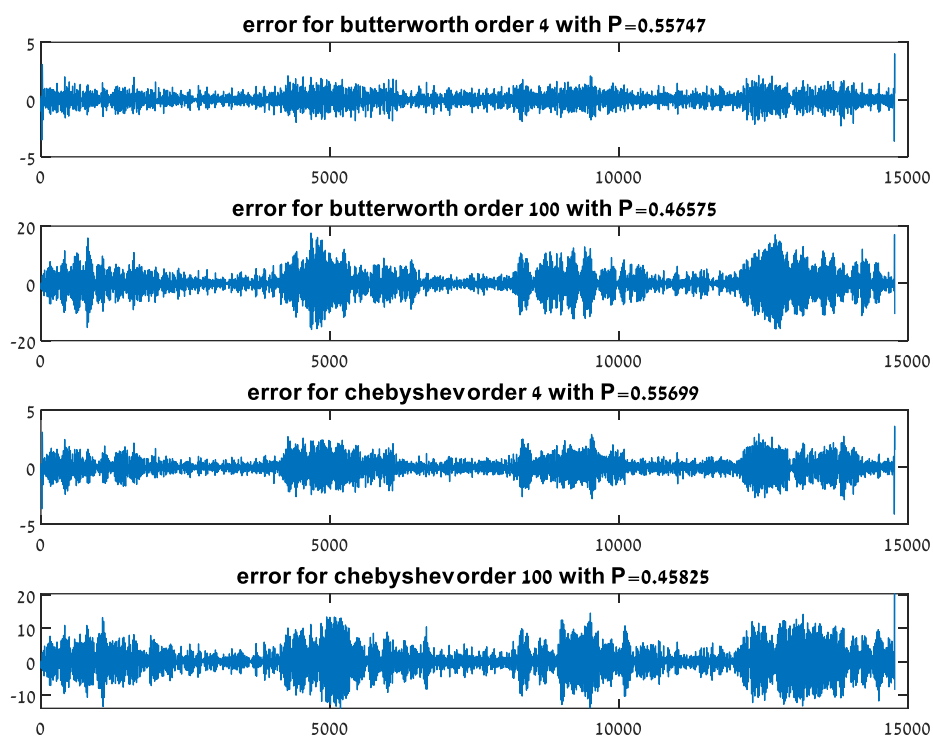 error for butterworth order 4 with P=0.55747
5
0
-5
0 5000 10000 15000
error for butterworth order 100 with P=0.46575
20
0
-20
0 5000 10000 15000
error for chebyshevorder 4 with P=0.55699
5
0
-5
0 5000 10000 15000
error for chebyshevorder 100 with P=0.45825
20
10
0
-10
0 5000 10000 15000